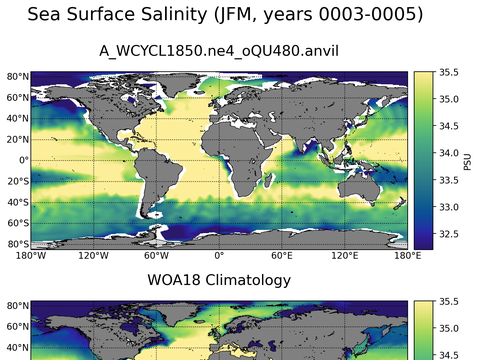 Sea Surface Salinity (JFM, years 0003-0005)
A_WCYCL1850.ne4_oQU480.anvil
80°N
60°N
40°N
20°N
0°
20°S
40°S
60°S
80°S
180°W 120°W 60°W 0° 60°E 120°E 180°E
35.5
35.0
34.5
34.0
33.5
33.0
32.5
PSU
WOA18 Climatology
80°N
60°N
40°N
35.5
35.0
34.5